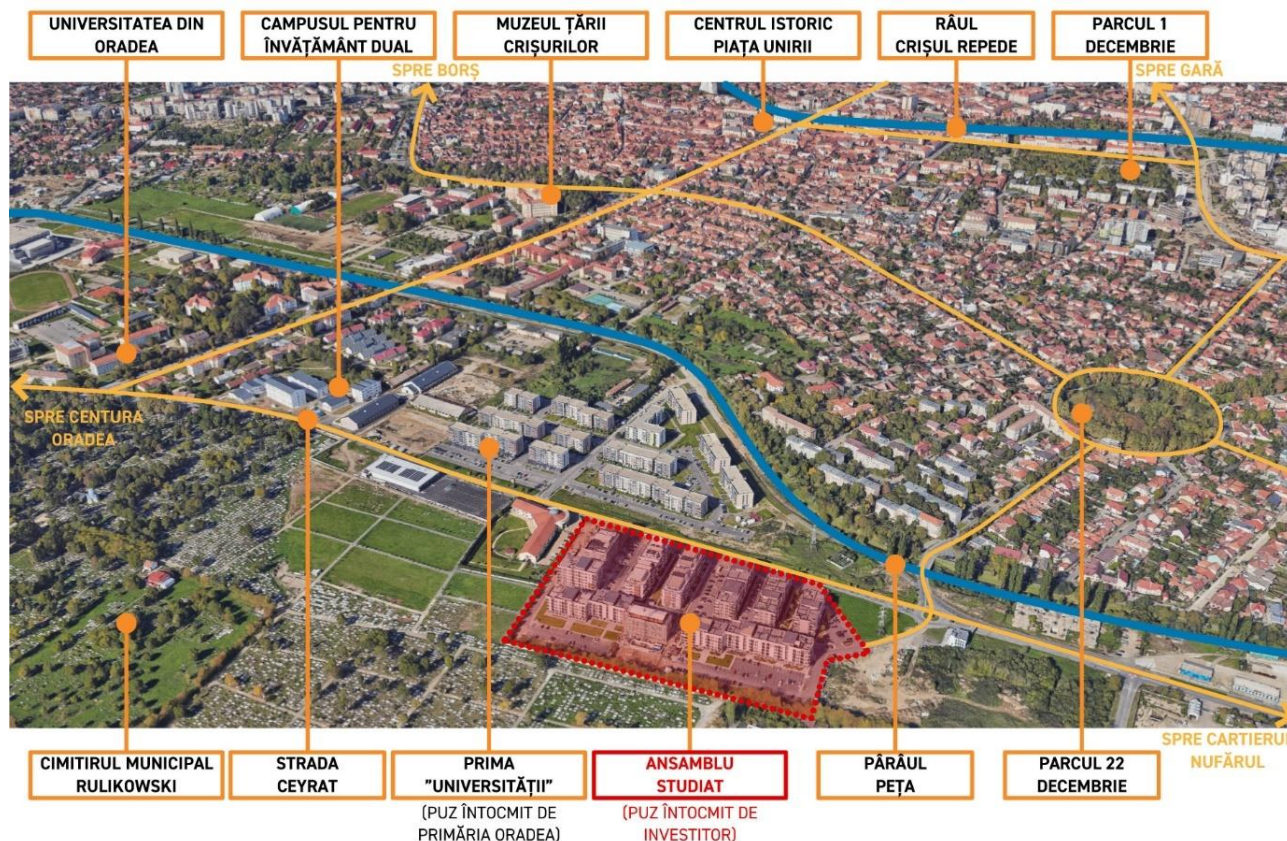 UNIVERSITATEA DIN
ORADEA
CAMPUSUL PENTRU
ÎNVĂȚĂMÂNT DUAL
MUZEUL ȚĂRII
CRIȘURILOR
CENTRUL ISTORIC
PIAȚA UNIRII
RÂUL
CRIȘUL REPEDE
PARCUL 1
DECEMBRIE
SPRE BORȘ
SPRE GARĂ
SPRE CENTURA
ORADEA
SPRE CARTIERUL
NUFĂRUL
CIMITIRUL MUNICIPAL
RULIKOWSKI
STRADA
CEYRAT
PRIMA
"UNIVERSITĂȚII"
(PUZ ÎNTOCMIT DE
PRIMĂRIA ORADEA)
ANSAMBLU
STUDIAT
(PUZ ÎNTOCMIT DE
INVESTITOR)
PÂRÂUL
PEȚA
PARCUL 22
DECEMBRIE